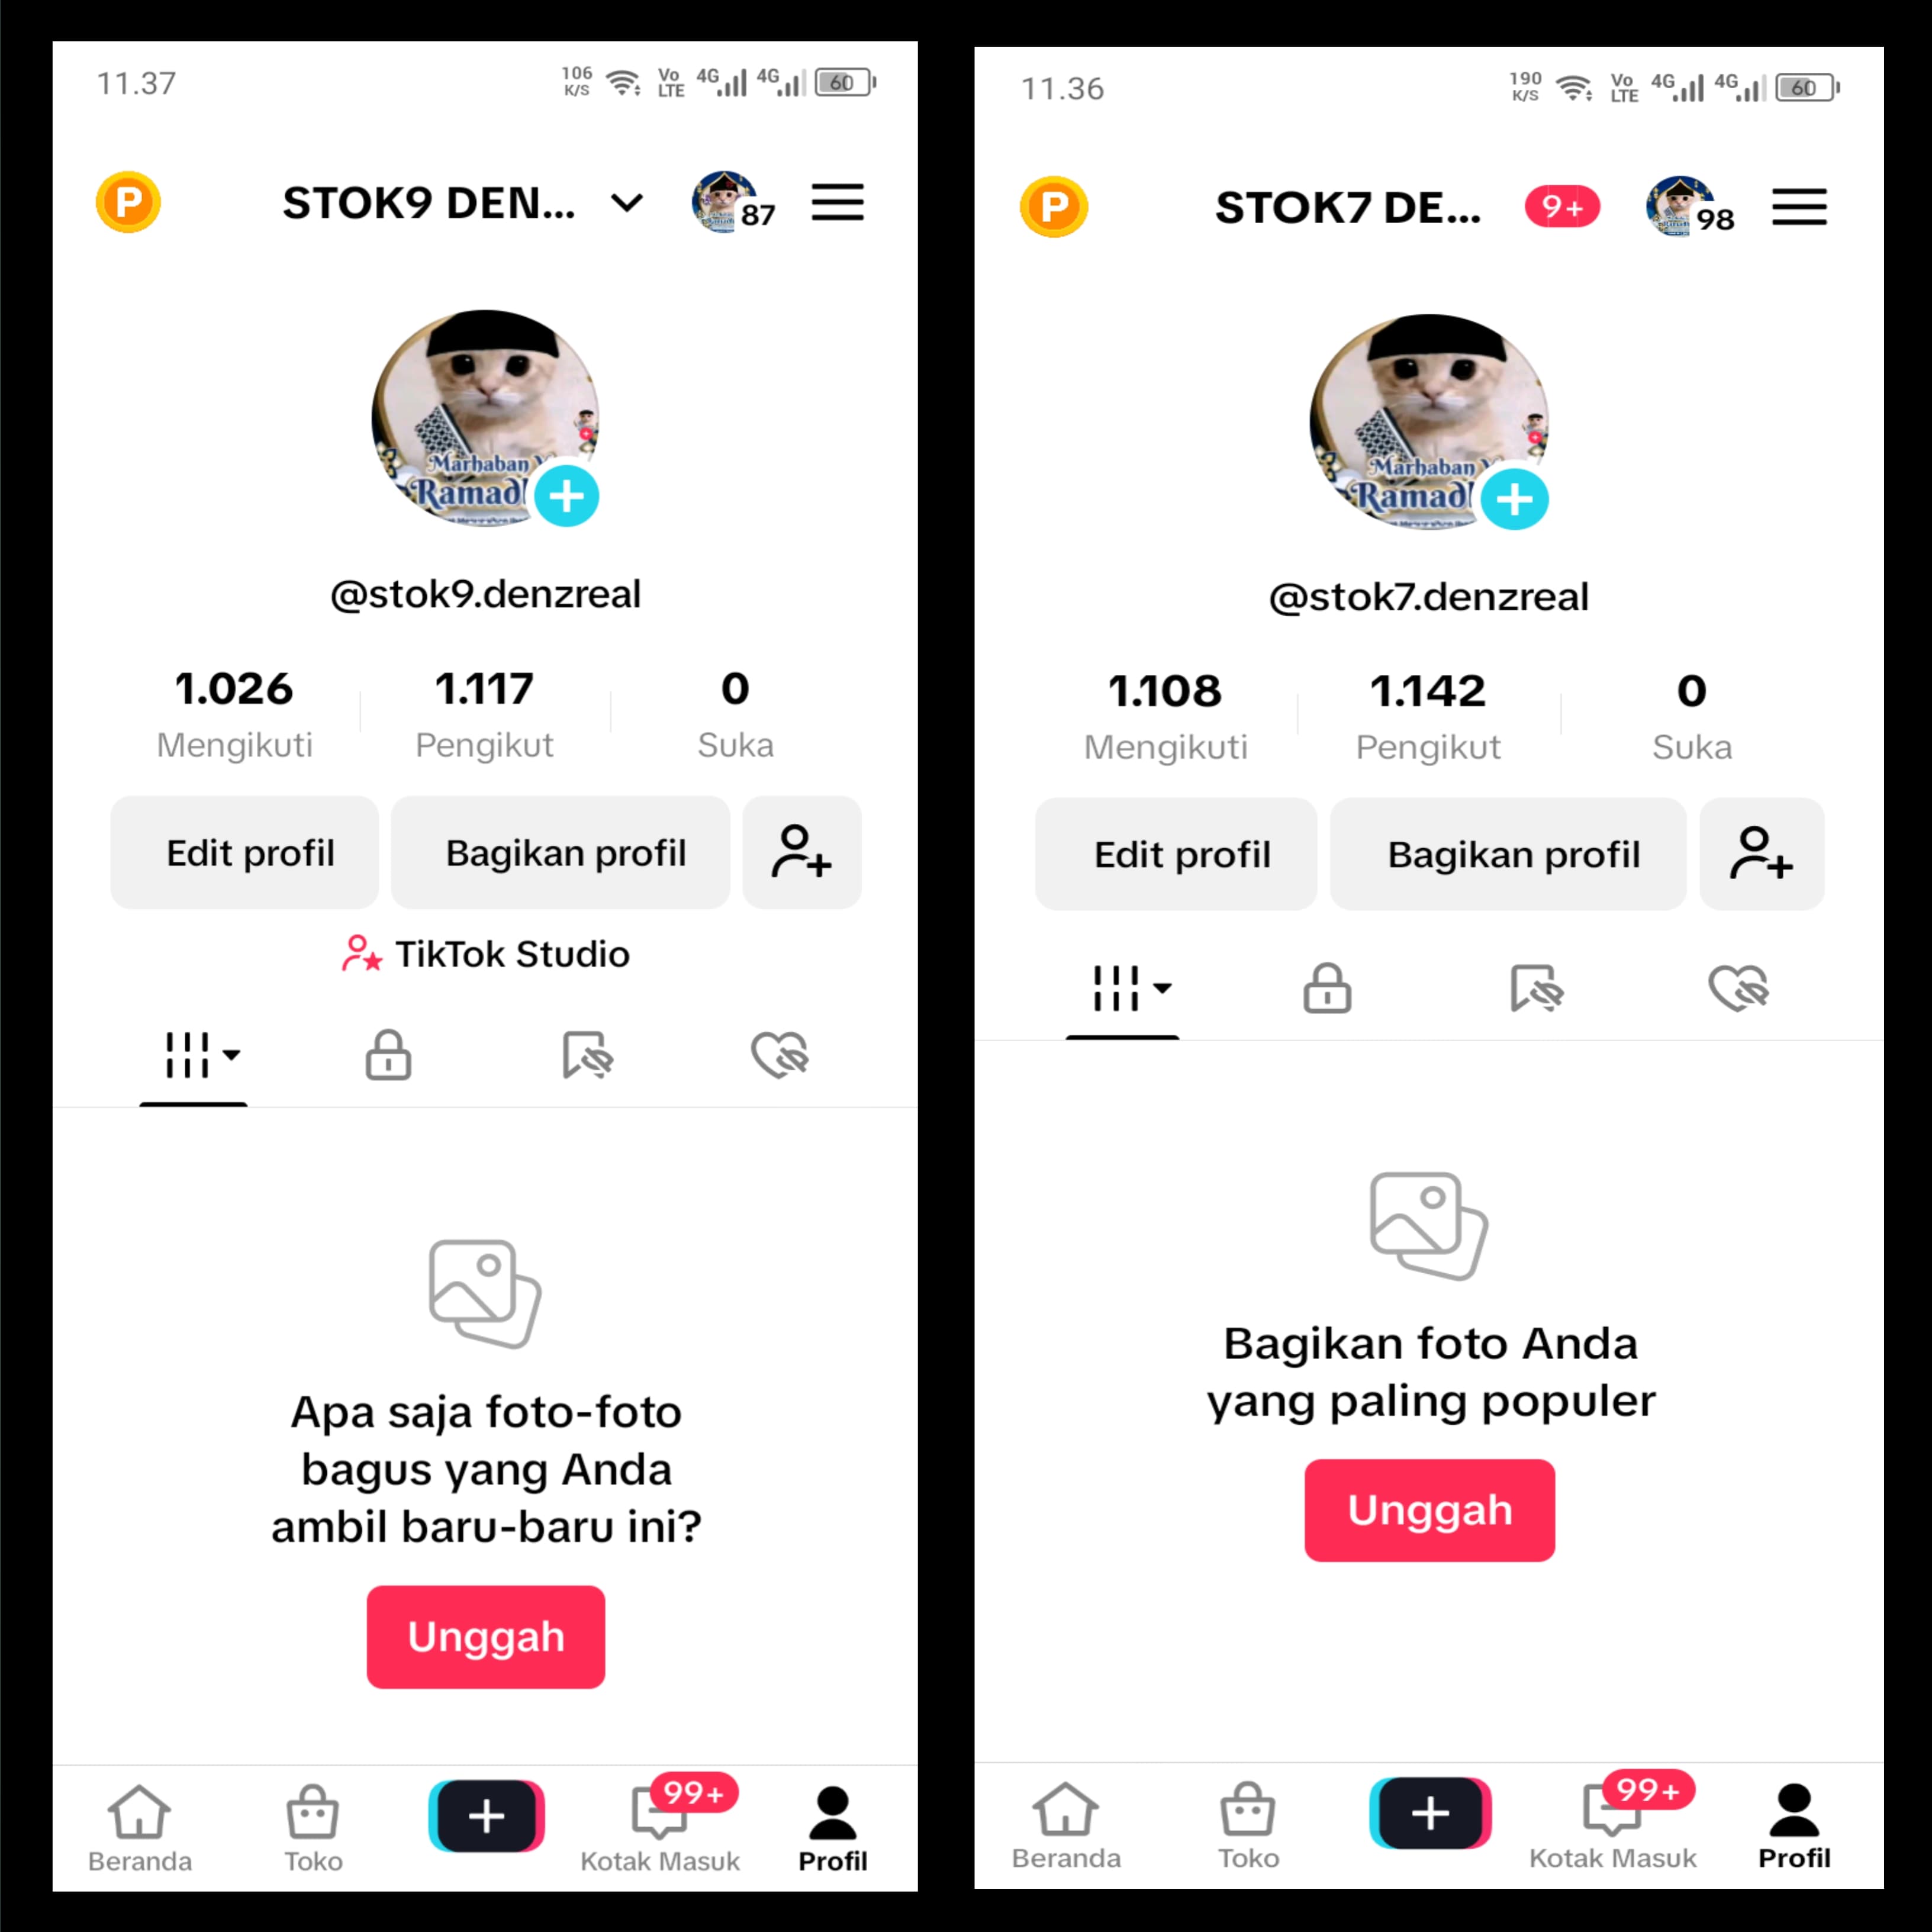 11.37
106
K/S
Vo
LTE
4G
4G
60
P
STOK9 DEN...
87
Marhaban
Ramad
@stok9.denzreal
1.026
1.117
0
Mengikuti
Pengikut
Suka
Edit profil
Bagikan profil
TikTok Studio
Apa saja foto-foto
bagus yang Anda
ambil baru-baru ini?
Unggah
99+
Beranda
Toko
Kotak Masuk
Profil
11.36
190
K/S
Vo
LTE
4G
4G
60
P
STOK7 DE...
9+
98
Marhaban
Ramad
@stok7.denzreal
1.108
1.142
0
Mengikuti
Pengikut
Suka
Edit profil
Bagikan profil
Bagikan foto Anda
yang paling populer
Unggah
99+
Beranda
Toko
Kotak Masuk
Profil